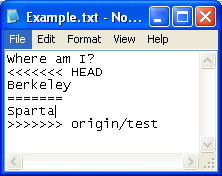 Example.txt - No...
File Edit Format View Help
Where am I?
<<<<<<< HEAD
Berkeley
=======
Sparta
>>>>>>> origin/test